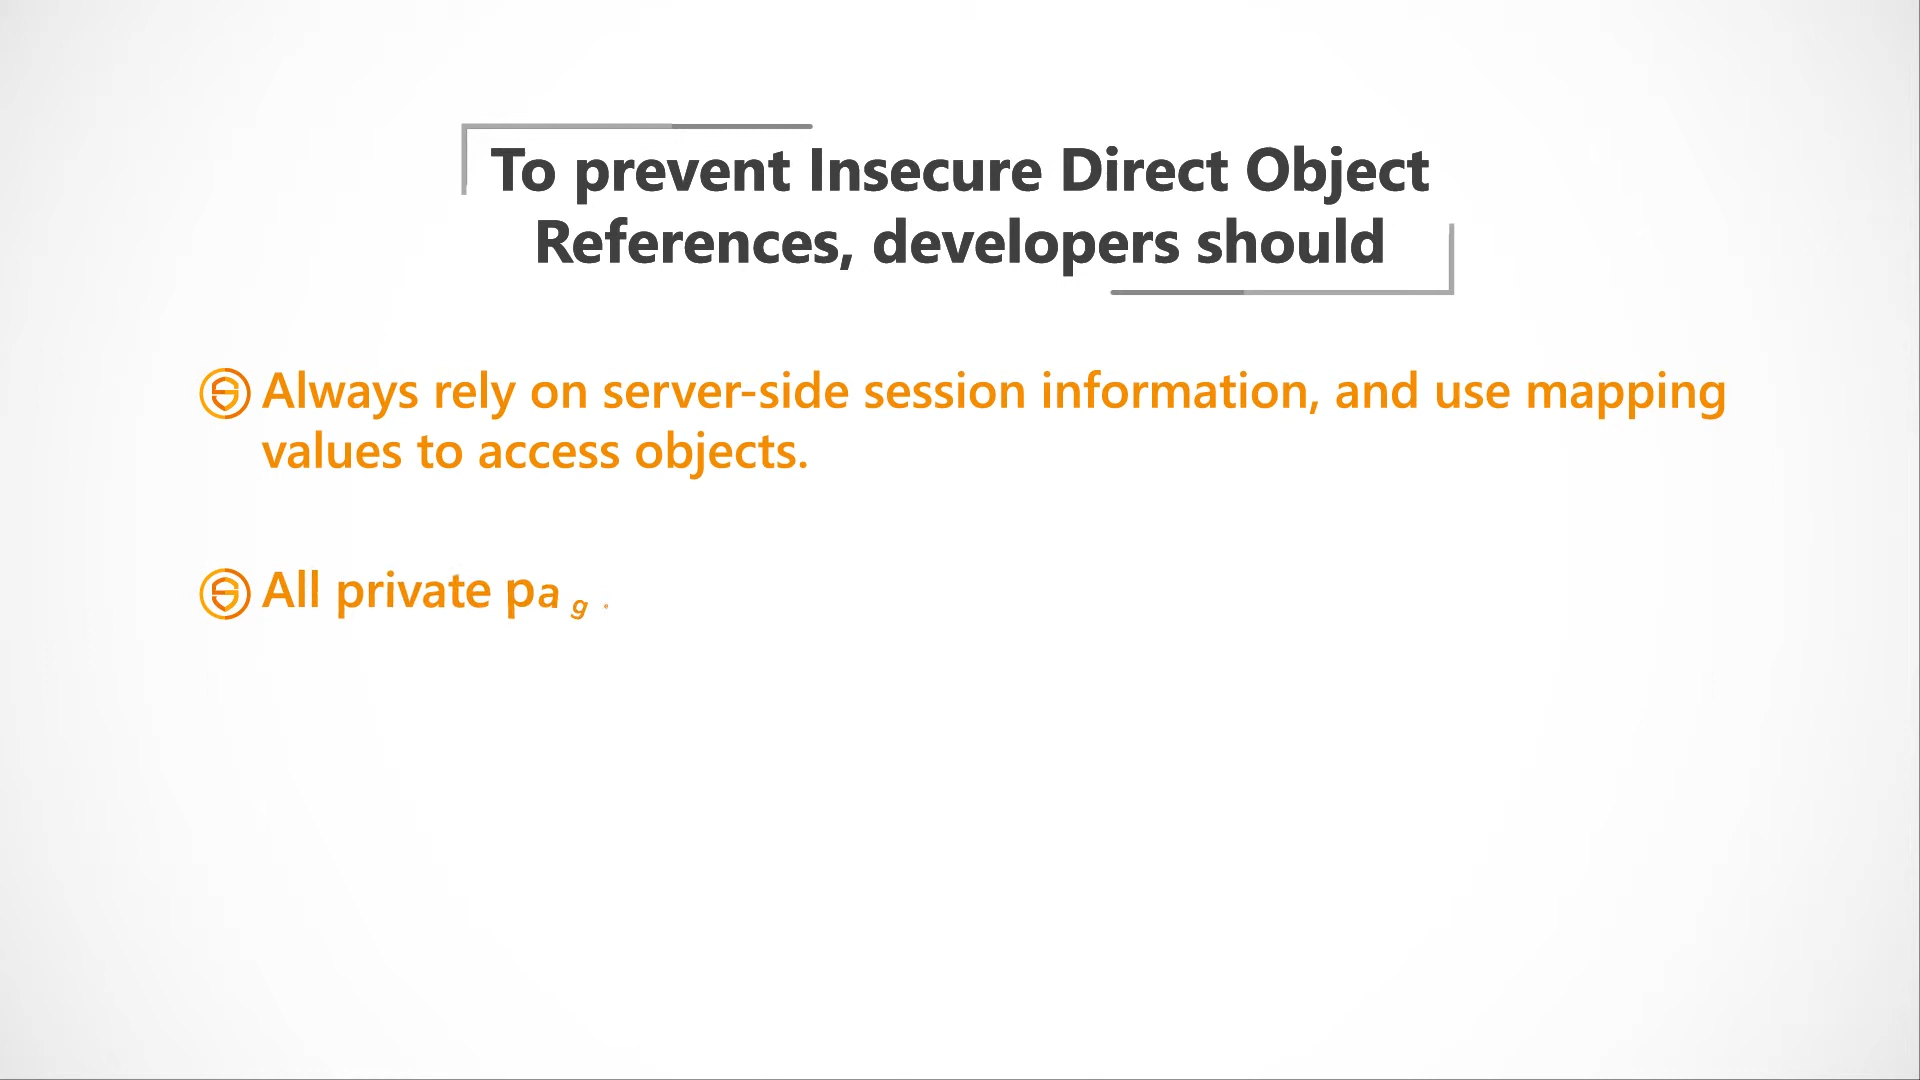 To prevent Insecure Direct Object
References, developers should
Always rely on server-side session information, and use mapping
values to access objects.
All private pag